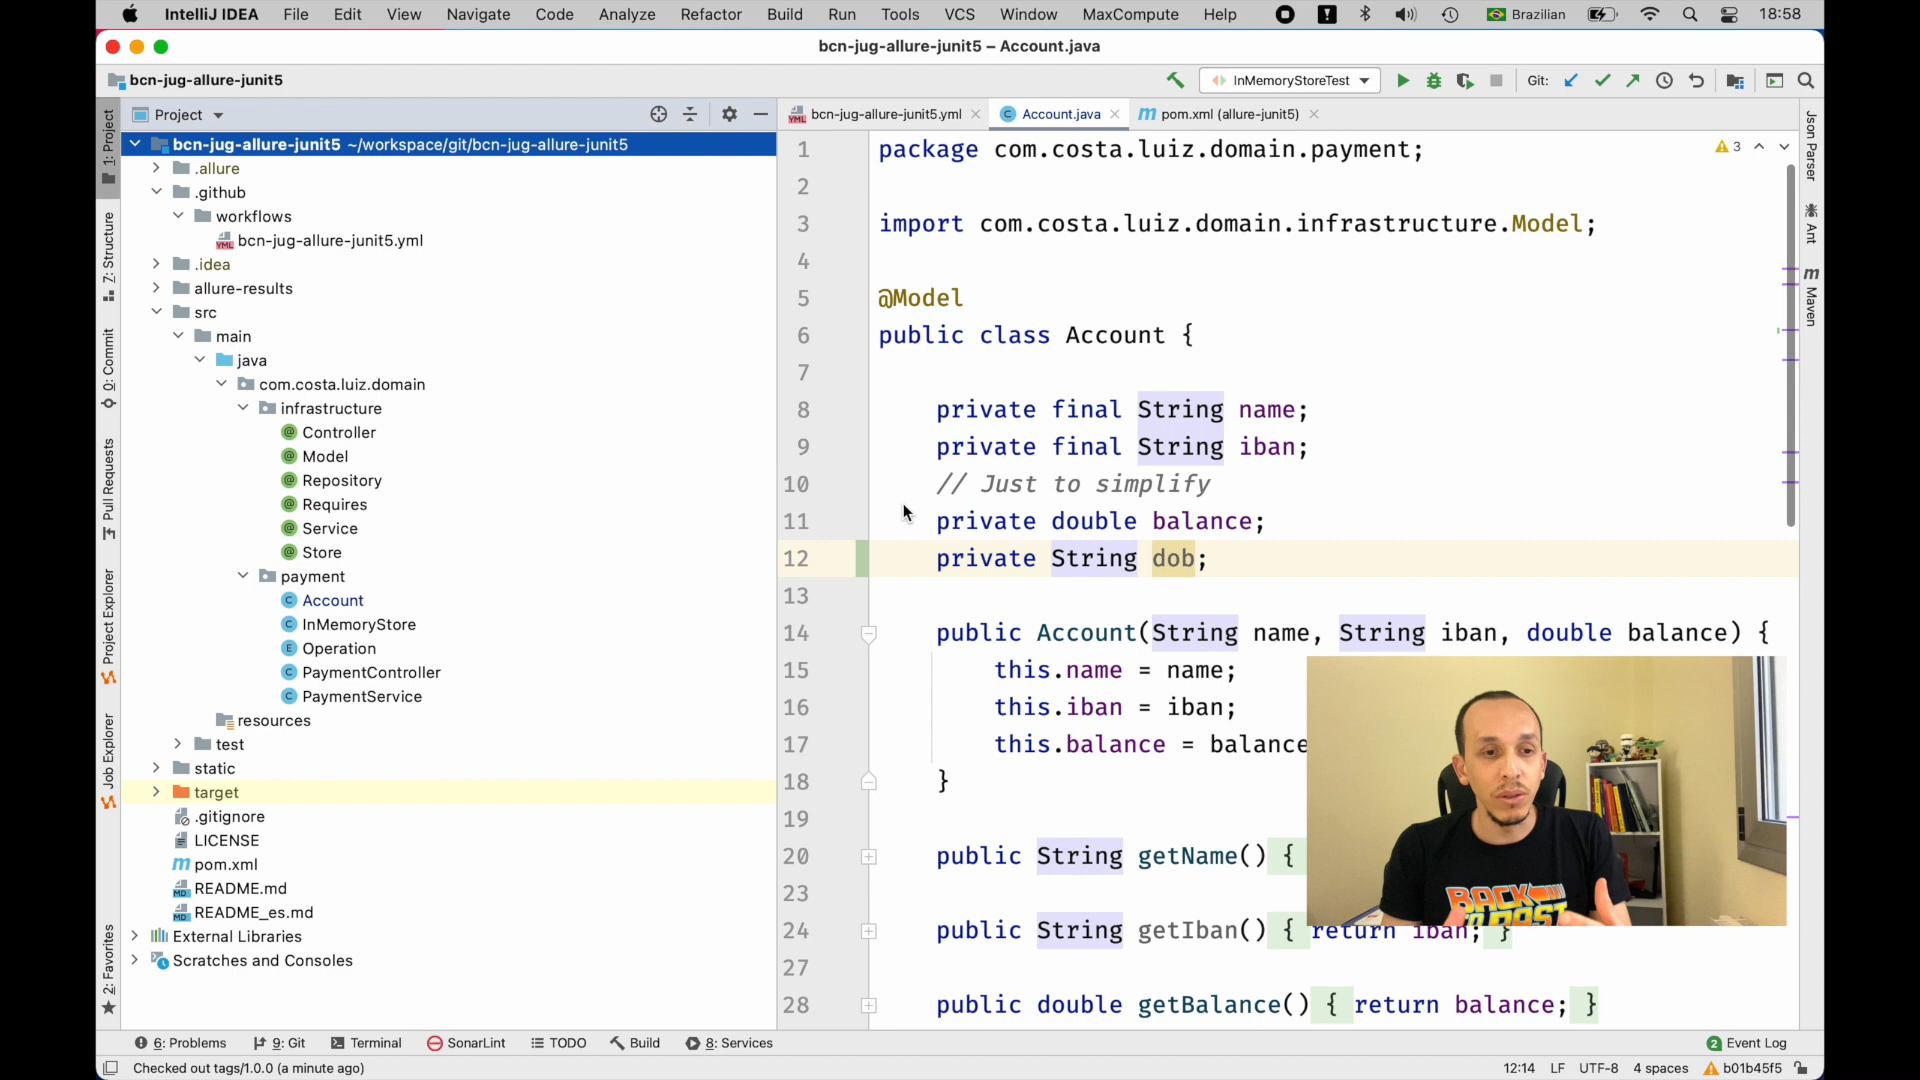 IntelliJ IDEA File Edit View Navigate Code Analyze Refactor Build Run Tools VCS Window MaxCompute Help Brazilian 18:58
bcn-jug-allure-junit5 – Account.java
bcn-jug-allure-junit5 InMemoryStoreTest Git:
Project
bcn-jug-allure-junit5.yml Account.java pom.xml (allure-junit5)
1: Project
Z: Structure
0: Commit
Pull Requests
Project Explorer
Job Explorer
2: Favorites
bcn-jug-allure-junit5 ~/workspace/git/bcn-jug-allure-junit5
.allure
.github
workflows
bcn-jug-allure-junit5.yml
.idea
allure-results
src
main
java
com.costa.luiz.domain
infrastructure
Controller
Model
Repository
Requires
Service
Store
payment
Account
InMemoryStore
Operation
PaymentController
PaymentService
resources
test
static
target
.gitignore
LICENSE
pom.xml
README.md
README_es.md
External Libraries
Scratches and Consoles
1 package com.costa.luiz.domain.payment;
2
3 import com.costa.luiz.domain.infrastructure.Model;
4
5 @Model
6 public class Account {
7
8 private final String name;
9 private final String iban;
10 // Just to simplify
11 private double balance;
12 private String dob;
13
14 public Account(String name, String iban, double balance) {
15 this.name = name;
16 this.iban = iban;
17 this.balance = balance
18 }
19
20 public String getName() {
23
24 public String getIban() { return iban; }
27
28 public double getBalance() { return balance; }
3
Json Parser
Ant
Maven
BACK
TO PAST
6: Problems 9: Git Terminal SonarLint TODO Build 8: Services 2 Event Log
Checked out tags/1.0.0 (a minute ago) 12:14 LF UTF-8 4 spaces b01b45f5